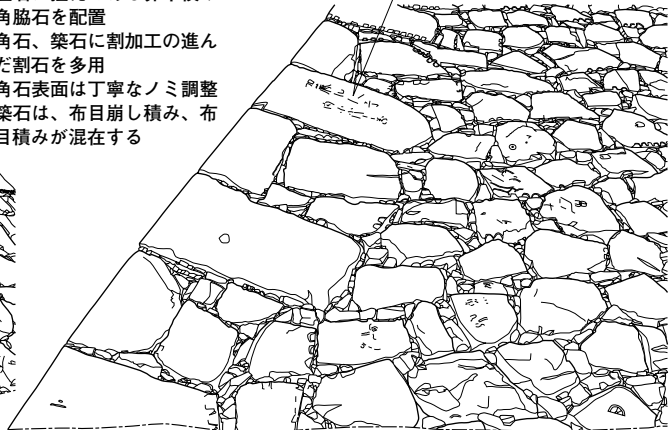 角脇石を配置
角石、築石に割加工の進ん
だ割石を多用
角石表面は丁寧なノミ調整
築石は、布目崩し積み、布
目積みが混在する